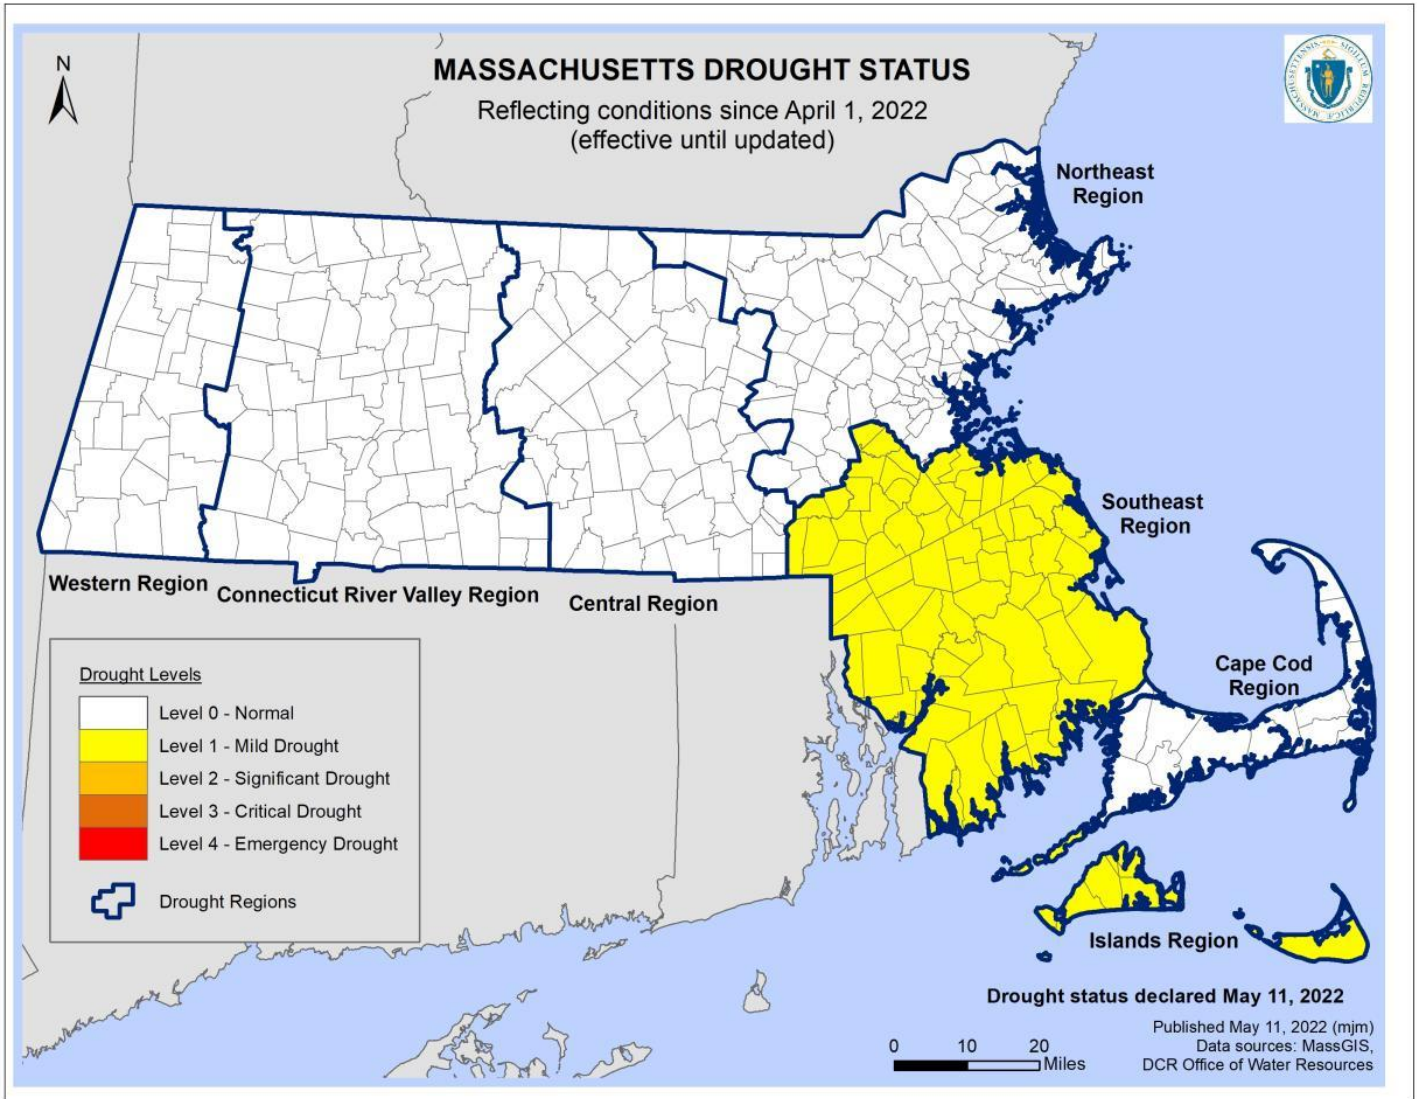 MASSACHUSETTS DROUGHT STATUS
Reflecting conditions since April 1, 2022
(effective until updated)
N
Northeast
Region
Southeast
Region
Western Region
Connecticut River Valley Region
Central Region
Cape Cod
Region
Drought Levels
Level 0 - Normal
Level 1 - Mild Drought
Level 2 - Significant Drought
Level 3 - Critical Drought
Level 4 - Emergency Drought
Drought Regions
Islands Region
Drought status declared May 11, 2022
Published May 11, 2022 (mjm)
Data sources: MassGIS,
DCR Office of Water Resources
0 10 20
Miles